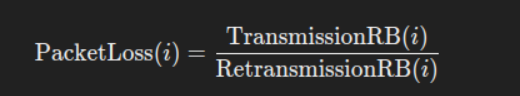 PacketLoss(i) = TransmissionRB(i) / RetransmissionRB(i)